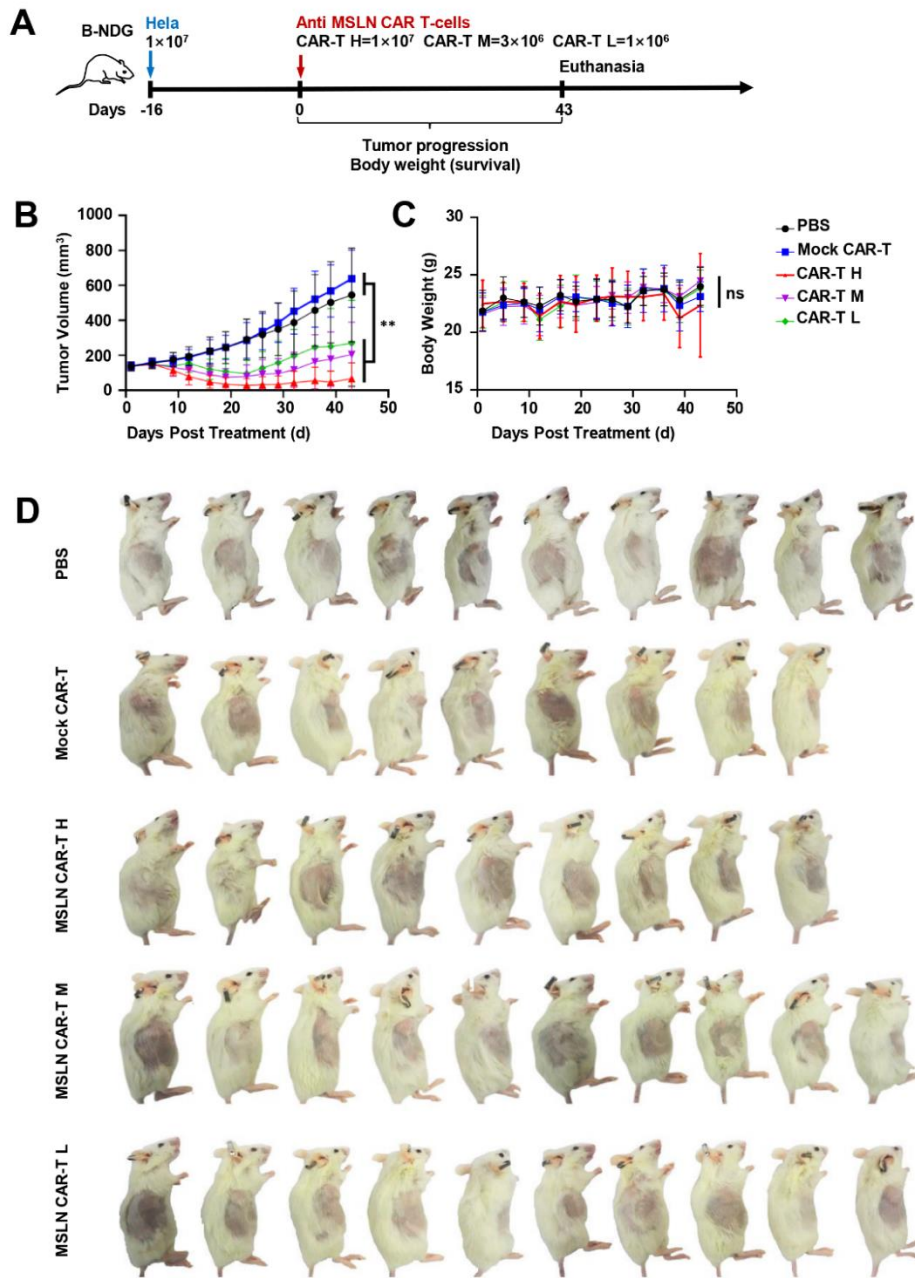 A
B-NDG
Hela
1×10⁷
Anti MSLN CAR T-cells
CAR-T H=1×10⁷ CAR-T M=3×10⁶ CAR-T L=1×10⁶
Euthanasia
Days
-16
0
43
Tumor progression
Body weight (survival)
B
Tumor Volume (mm³)
1000
800
600
400
200
0
0 10 20 30 40 50
Days Post Treatment (d)
**
C
Body Weight (g)
30
25
20
15
0 10 20 30 40 50
Days Post Treatment (d)
ns
PBS
Mock CAR-T
CAR-T H
CAR-T M
CAR-T L
D
PBS
Mock CAR-T
MSLN CAR-T H
MSLN CAR-T M
MSLN CAR-T L